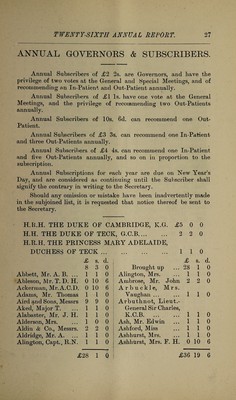 TWENTY-SIXTH ANNUAL REPORT. 27
ANNUAL GOVERNORS & SUBSCRIBERS.
Annual Subscribers of £2 2s. are Governors, and have the
privilege of two votes at the General and Special Meetings, and of
recommending an In-Patient and Out-Patient annually.
Annual Subscribers of £1 1s. have one vote at the General
Meetings, and the privilege of recommending two Out-Patients
annually.
Annual Subscribers of 10s. 6d. can recommend one Out-
Patient.
Annual Subscribers of £3 3s. can recommend one In-Patient
and three Out-Patients annually.
Annual Subscribers of £4 4s. can recommend one In-Patient
and five Out-Patients annually, and so on in proportion to the
subscription.
Annual Subscriptions for each year are due on New Year's
Day, and are considered as continuing until the Subscriber shall
signify the contrary in writing to the Secretary.
Should any omission or mistake have been inadvertently made
in the subjoined list, it is requested that notice thereof be sent to
the Secretary.
H.R.H. THE DUKE OF CAMBRIDGE, K.G. £5 0 0
H.H. THE DUKE OF TECK, G.C.B. ... ... 2 2 0
H.R.H. THE PRINCESS MARY ADELAIDE,
DUCHESS OF TECK ... ... ... ... 1 1 0
£ s. d.
8 3 0
Abbett, Mr. A. B. ... 1 1 0
Ableson, Mr. T. D. H. 0 10 6
Ackerman, Mr. A.C.D. 0 10 6
Adams, Mr. Thomas 1 1 0
Aird and Sons, Messrs 9 9 0
Alabaster, Mr. J. H. 1 1 0
Alderson, Mrs. ... 1 0 0
Aldin & Co., Messrs. 2 2 0
Aldridge, Mr. A. ... 1 1 0
Alington, Capt., R.N. 1 1 0
£28 1 0
£ s. d.
Brought up ... 28 1 0
Alington, Mrs. ... 1 1 0
Ambrose, Mr. John 2 2 0
Arbuckle, Mrs.
Vaughan ... ... 1 1 0
Arbuthnot, Lieut.-
General Sir Charles,
K.C.B. ... ... 1 1 0
Ash, Mr. Edwin ... 1 1 0
Ashford, Miss ... 1 1 0
Ashhurst, Mrs. ... 1 1 0
Ashhurst, Mrs. F. H. 0 10 6
£36 19 6